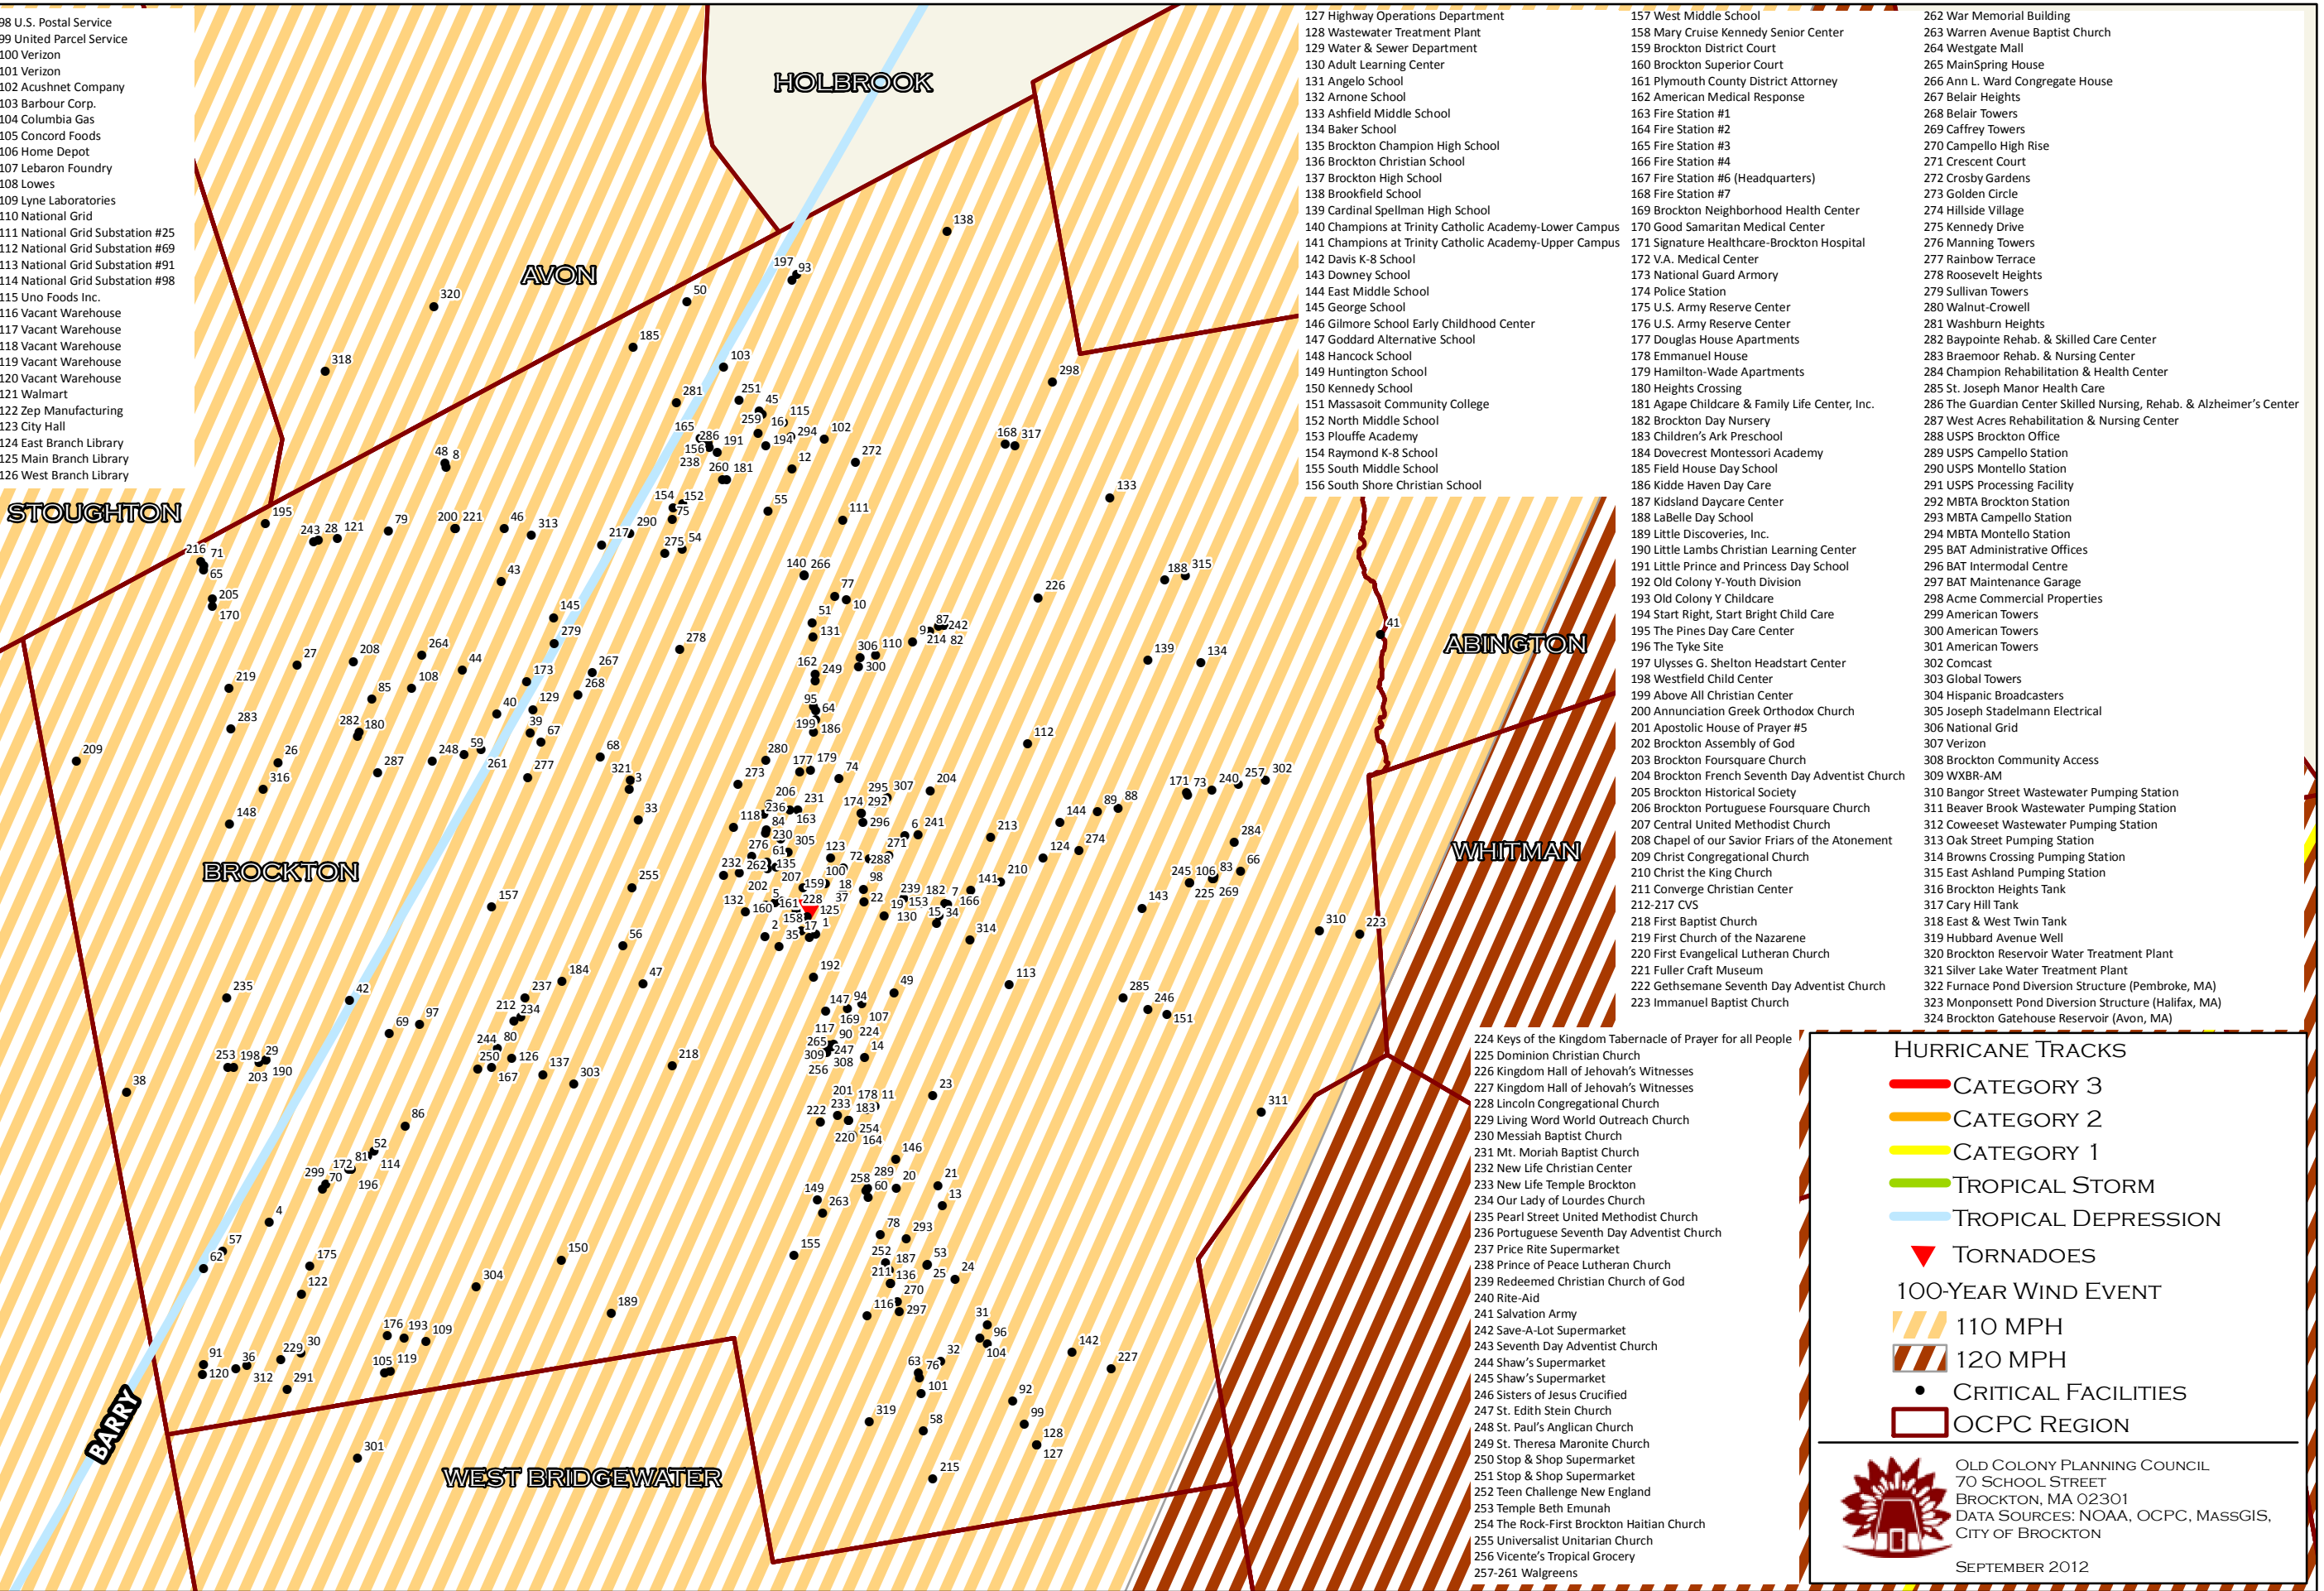 98 U.S. Postal Service
99 United Parcel Service
100 Verizon
101 Verizon
102 Acushnet Company
103 Barbour Corp.
104 Columbia Gas
105 Concord Foods
106 Home Depot
107 Lebaron Foundry
108 Lowes
109 Lyne Laboratories
110 National Grid
111 National Grid Substation #25
112 National Grid Substation #69
113 National Grid Substation #91
114 National Grid Substation #98
115 Uno Foods Inc.
116 Vacant Warehouse
117 Vacant Warehouse
118 Vacant Warehouse
119 Vacant Warehouse
120 Vacant Warehouse
121 Walmart
122 Zep Manufacturing
123 City Hall
124 East Branch Library
125 Main Branch Library
126 West Branch Library
127 Highway Operations Department
128 Wastewater Treatment Plant
129 Water & Sewer Department
130 Adult Learning Center
131 Angelo School
132 Arnone School
133 Ashfield Middle School
134 Baker School
135 Brockton Champion High School
136 Brockton Christian School
137 Brockton High School
138 Brookfield School
139 Cardinal Spellman High School
140 Champions at Trinity Catholic Academy-Lower Campus
141 Champions at Trinity Catholic Academy-Upper Campus
142 Davis K-8 School
143 Downey School
144 East Middle School
145 George School
146 Gilmore School Early Childhood Center
147 Goddard Alternative School
148 Hancock School
149 Huntington School
150 Kennedy School
151 Massasoit Community College
152 North Middle School
153 Plouffe Academy
154 Raymond K-8 School
155 South Middle School
156 South Shore Christian School
157 West Middle School
158 Mary Cruise Kennedy Senior Center
159 Brockton District Court
160 Brockton Superior Court
161 Plymouth County District Attorney
162 American Medical Response
163 Fire Station #1
164 Fire Station #2
165 Fire Station #3
166 Fire Station #4
167 Fire Station #6 (Headquarters)
168 Fire Station #7
169 Brockton Neighborhood Health Center
170 Good Samaritan Medical Center
171 Signature Healthcare-Brockton Hospital
172 V.A. Medical Center
173 National Guard Armory
174 Police Station
175 U.S. Army Reserve Center
176 U.S. Army Reserve Center
177 Douglas House Apartments
178 Emmanuel House
179 Hamilton-Wade Apartments
180 Heights Crossing
181 Agape Childcare & Family Life Center, Inc.
182 Brockton Day Nursery
183 Children's Ark Preschool
184 Dovecrest Montessori Academy
185 Field House Day School
186 Kidde Haven Day Care
187 Kidsland Daycare Center
188 LaBelle Day School
189 Little Discoveries, Inc.
190 Little Lambs Christian Learning Center
191 Little Prince and Princess Day School
192 Old Colony Y-Youth Division
193 Old Colony Y Childcare
194 Start Right, Start Bright Child Care
195 The Pines Day Care Center
196 The Tyke Site
197 Ulysses G. Shelton Headstart Center
198 Westfield Child Center
199 Above All Christian Center
200 Annunciation Greek Orthodox Church
201 Apostolic House of Prayer #5
202 Brockton Assembly of God
203 Brockton Foursquare Church
204 Brockton French Seventh Day Adventist Church
205 Brockton Historical Society
206 Brockton Portuguese Foursquare Church
207 Central United Methodist Church
208 Chapel of our Savior Friars of the Atonement
209 Christ Congregational Church
210 Christ the King Church
211 Converge Christian Center
212-217 CVS
218 First Baptist Church
219 First Church of the Nazarene
220 First Evangelical Lutheran Church
221 Fuller Craft Museum
222 Gethsemane Seventh Day Adventist Church
223 Immanuel Baptist Church
262 War Memorial Building
263 Warren Avenue Baptist Church
264 Westgate Mall
265 MainSpring House
266 Ann L. Ward Congregate House
267 Belair Heights
268 Belair Towers
269 Caffrey Towers
270 Campello High Rise
271 Crescent Court
272 Crosby Gardens
273 Golden Circle
274 Hillside Village
275 Kennedy Drive
276 Manning Towers
277 Rainbow Terrace
278 Roosevelt Heights
279 Sullivan Towers
280 Walnut-Crowell
281 Washburn Heights
282 Baypointe Rehab. & Skilled Care Center
283 Braemoor Rehab. & Nursing Center
284 Champion Rehabilitation & Health Center
285 St. Joseph Manor Health Care
286 The Guardian Center Skilled Nursing, Rehab. & Alzheimer's Center
287 West Acres Rehabilitation & Nursing Center
288 USPS Brockton Office
289 USPS Campello Station
290 USPS Montello Station
291 USPS Processing Facility
292 MBTA Brockton Station
293 MBTA Campello Station
294 MBTA Montello Station
295 BAT Administrative Offices
296 BAT Intermodal Centre
297 BAT Maintenance Garage
298 Acme Commercial Properties
299 American Towers
300 American Towers
301 American Towers
302 Comcast
303 Global Towers
304 Hispanic Broadcasters
305 Joseph Stadelmann Electrical
306 National Grid
307 Verizon
308 Brockton Community Access
309 WXBR-AM
310 Bangor Street Wastewater Pumping Station
311 Beaver Brook Wastewater Pumping Station
312 Coweeset Wastewater Pumping Station
313 Oak Street Pumping Station
314 Browns Crossing Pumping Station
315 East Ashland Pumping Station
316 Brockton Heights Tank
317 Cary Hill Tank
318 East & West Twin Tank
319 Hubbard Avenue Well
320 Brockton Reservoir Water Treatment Plant
321 Silver Lake Water Treatment Plant
322 Furnace Pond Diversion Structure (Pembroke, MA)
323 Monponsett Pond Diversion Structure (Halifax, MA)
324 Brockton Gatehouse Reservoir (Avon, MA)
224 Keys of the Kingdom Tabernacle of Prayer for all People
225 Dominion Christian Church
226 Kingdom Hall of Jehovah's Witnesses
227 Kingdom Hall of Jehovah's Witnesses
228 Lincoln Congregational Church
229 Living Word World Outreach Church
230 Messiah Baptist Church
231 Mt. Moriah Baptist Church
232 New Life Christian Center
233 New Life Temple Brockton
234 Our Lady of Lourdes Church
235 Pearl Street United Methodist Church
236 Portuguese Seventh Day Adventist Church
237 Price Rite Supermarket
238 Prince of Peace Lutheran Church
239 Redeemed Christian Church of God
240 Rite-Aid
241 Salvation Army
242 Save-A-Lot Supermarket
243 Seventh Day Adventist Church
244 Shaw's Supermarket
245 Shaw's Supermarket
246 Sisters of Jesus Crucified
247 St. Edith Stein Church
248 St. Paul's Anglican Church
249 St. Theresa Maronite Church
250 Stop & Shop Supermarket
251 Stop & Shop Supermarket
252 Teen Challenge New England
253 Temple Beth Emunah
254 The Rock-First Brockton Haitian Church
255 Universalist Unitarian Church
256 Vicente's Tropical Grocery
257-261 Walgreens
HOLBROOK
AVON
STOUGHTON
ABINGTON
WHITMAN
BROCKTON
BARRY
WEST BRIDGEWATER
HURRICANE TRACKS
CATEGORY 3
CATEGORY 2
CATEGORY 1
TROPICAL STORM
TROPICAL DEPRESSION
TORNADOES
100-YEAR WIND EVENT
110 MPH
120 MPH
CRITICAL FACILITIES
OCPC REGION
OLD COLONY PLANNING COUNCIL
70 SCHOOL STREET
BROCKTON, MA 02301
DATA SOURCES: NOAA, OCPC, MASSGIS,
CITY OF BROCKTON
SEPTEMBER 2012